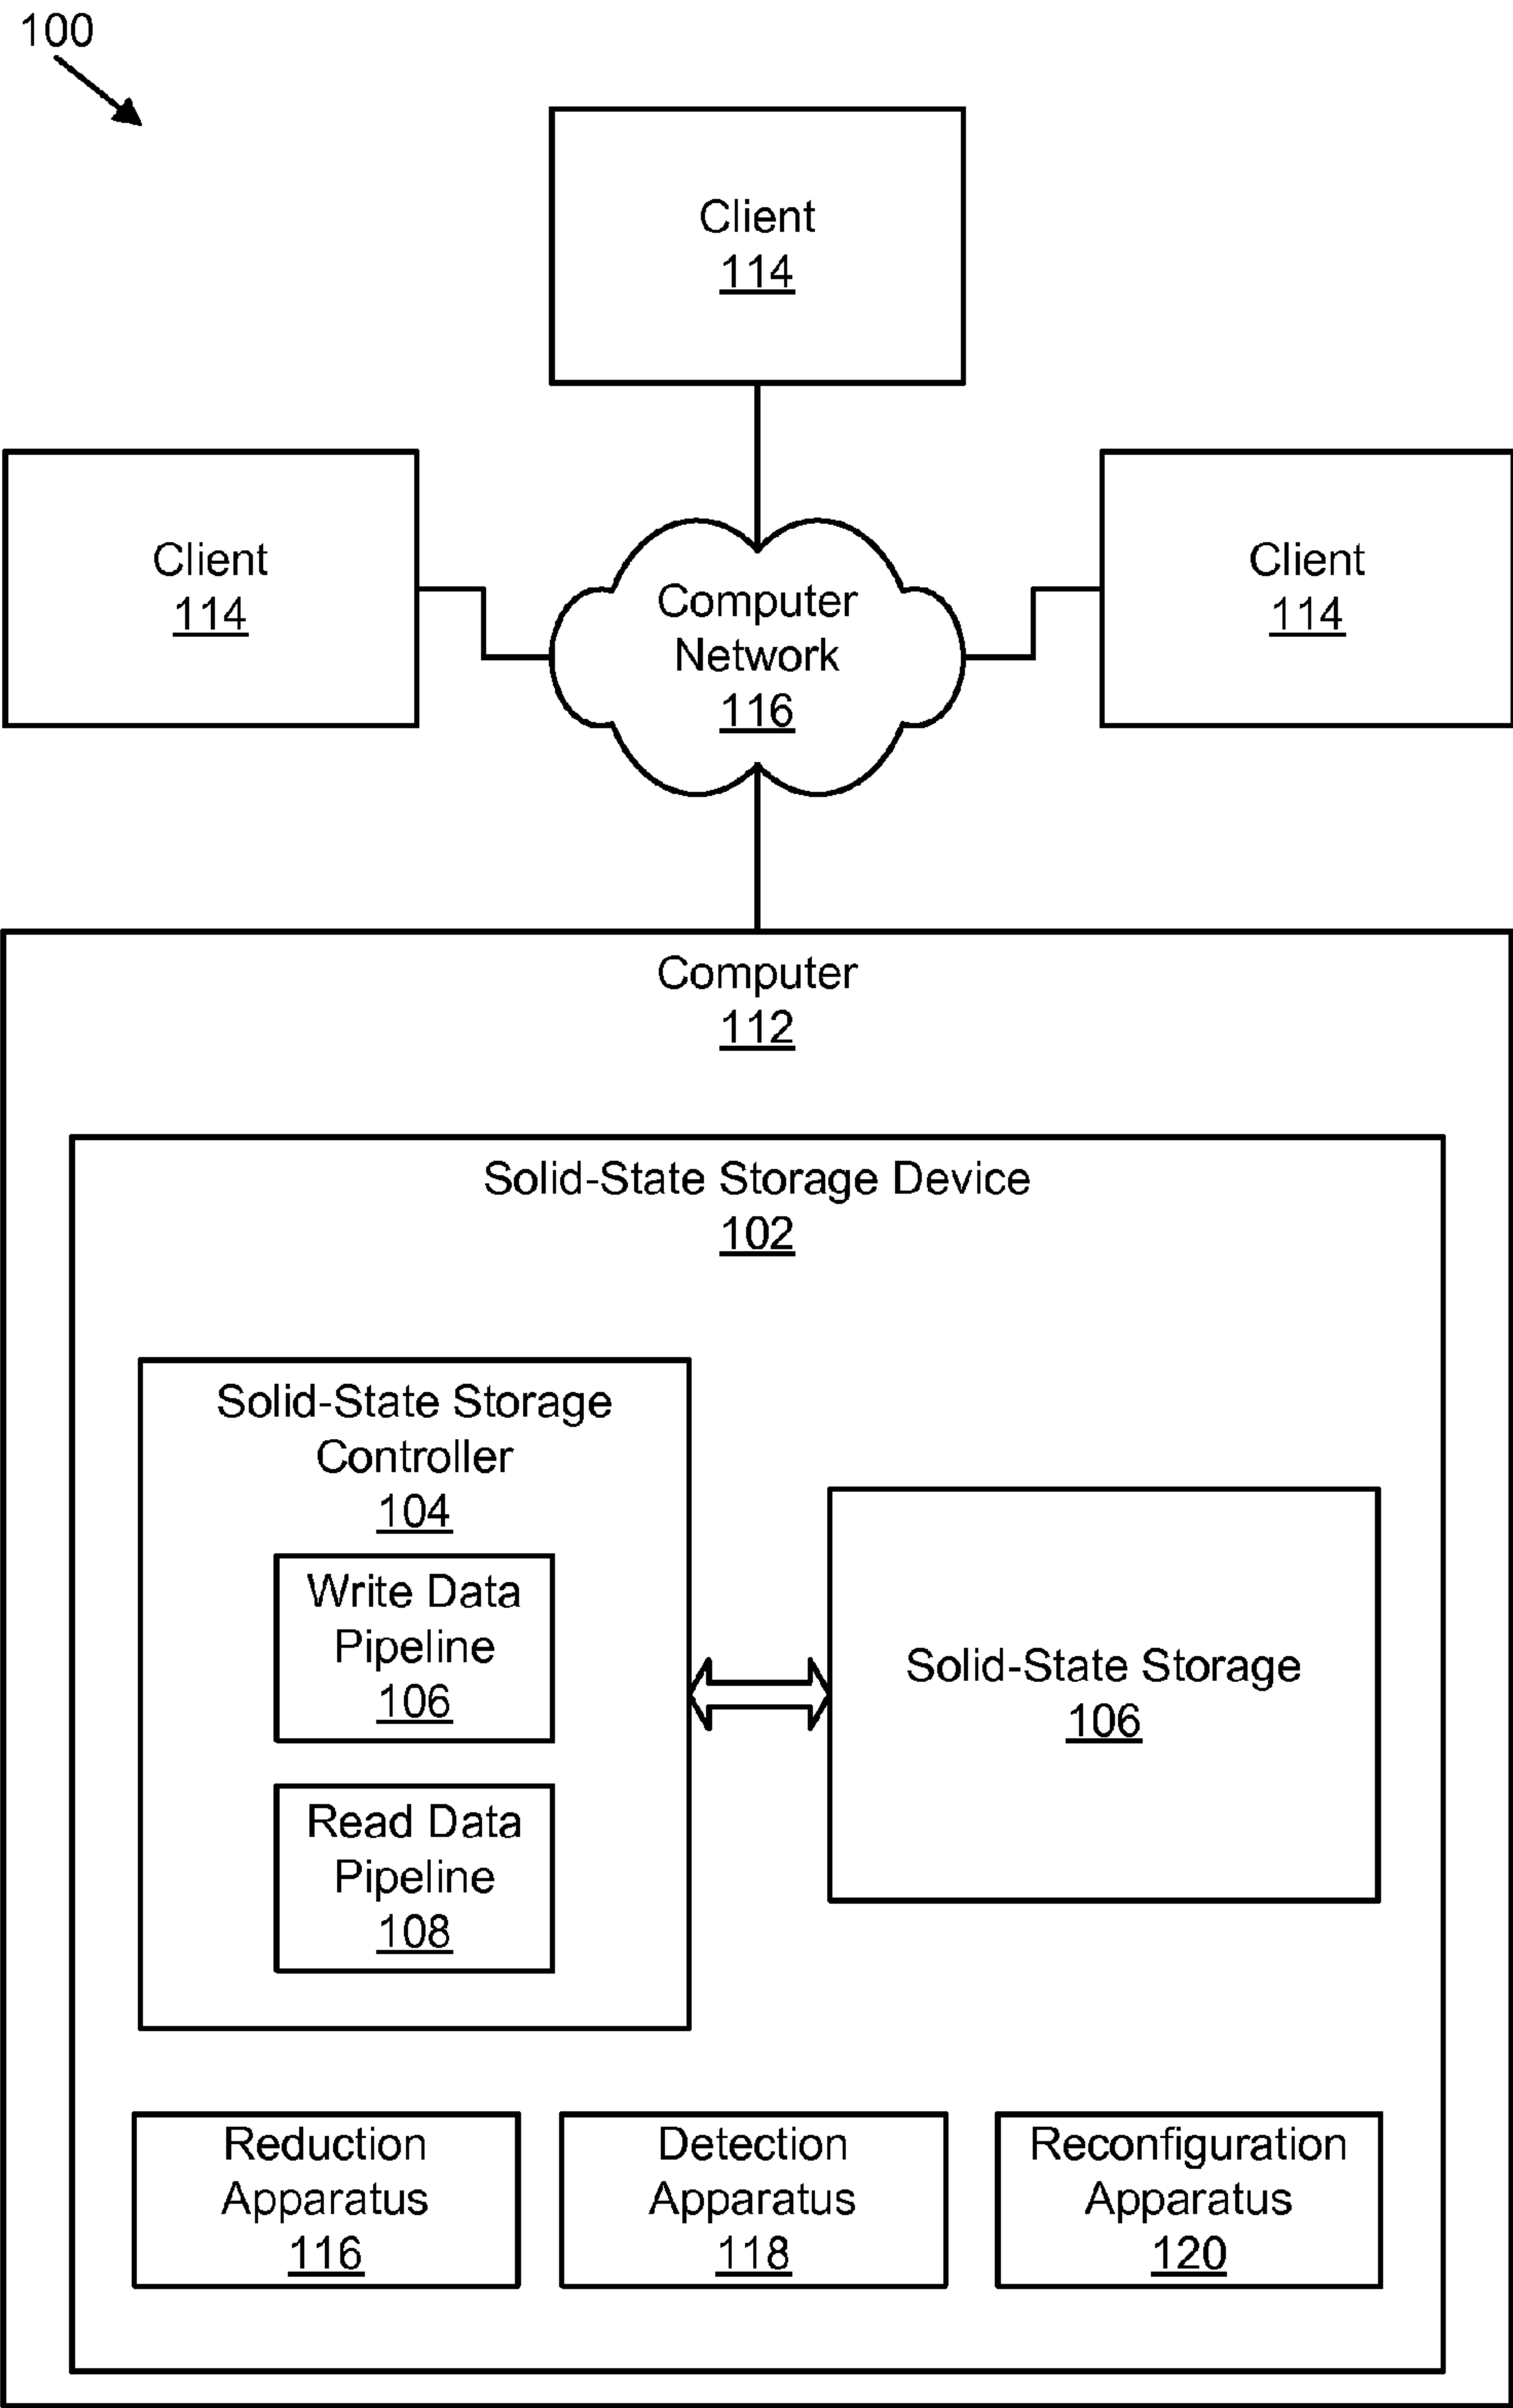 100
Client
114
Client
114
Client
114
Computer
Network
116
Computer
112
Solid-State Storage Device
102
Solid-State Storage
Controller
104
Write Data
Pipeline
106
Read Data
Pipeline
108
Solid-State Storage
106
Reduction
Apparatus
116
Detection
Apparatus
118
Reconfiguration
Apparatus
120